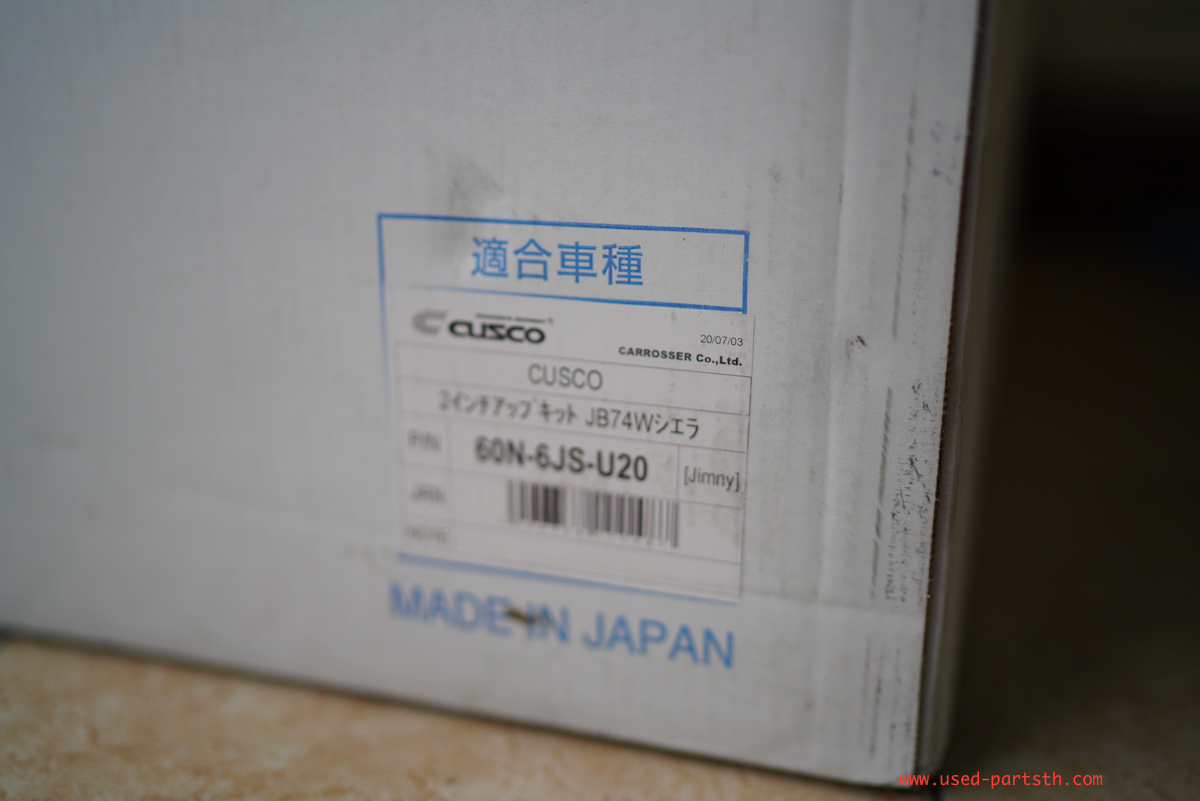 適合車種
CUSCO
20/07/03
CARROSSER Co.,Ltd.
CUSCO
2インチアップキット JB74Wシエラ
P/N 60N-6JS-U20 [Jimny]
JAN
NOTE
MADE IN JAPAN
www.used-partsth.com